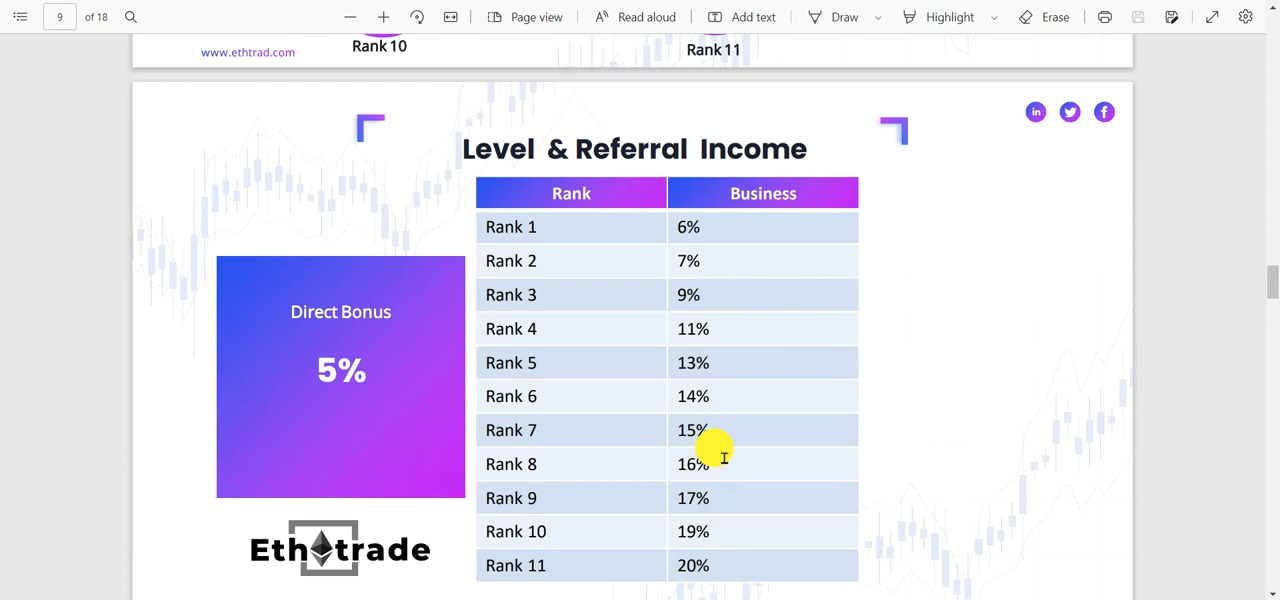 9 of 18
Page view
Read aloud
Add text
Draw
Highlight
Erase
www.ethtrad.com
Rank 10
Rank 11
in
f
Level & Referral Income
Rank Business
Rank 1 6%
Rank 2 7%
Rank 3 9%
Rank 4 11%
Rank 5 13%
Rank 6 14%
Rank 7 15%
Rank 8 16%
Rank 9 17%
Rank 10 19%
Rank 11 20%
Direct Bonus
5%
Eth trade